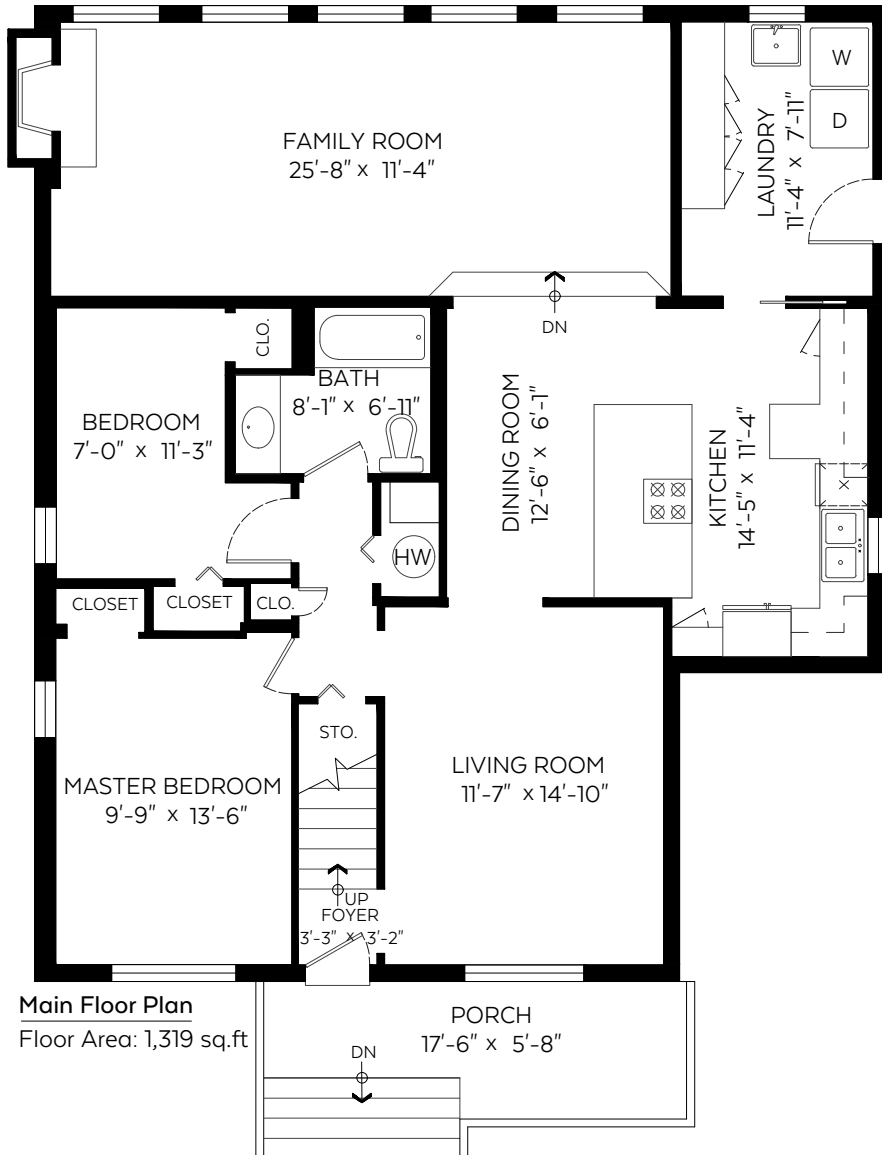 FAMILY ROOM
25'-8" x 11'-4"
W
D
LAUNDRY
11'-4" x 7'-11"
DN
CLO.
BATH
8'-1" x 6'-11"
BEDROOM
7'-0" x 11'-3"
DINING ROOM
12'-6" x 6'-1"
KITCHEN
14'-5" x 11'-4"
HW
CLOSET
CLOSET
CLO.
STO.
MASTER BEDROOM
9'-9" x 13'-6"
LIVING ROOM
11'-7" x 14'-10"
UP
FOYER
3'-3" x 3'-2"
Main Floor Plan
Floor Area: 1,319 sq.ft
PORCH
17'-6" x 5'-8"
DN